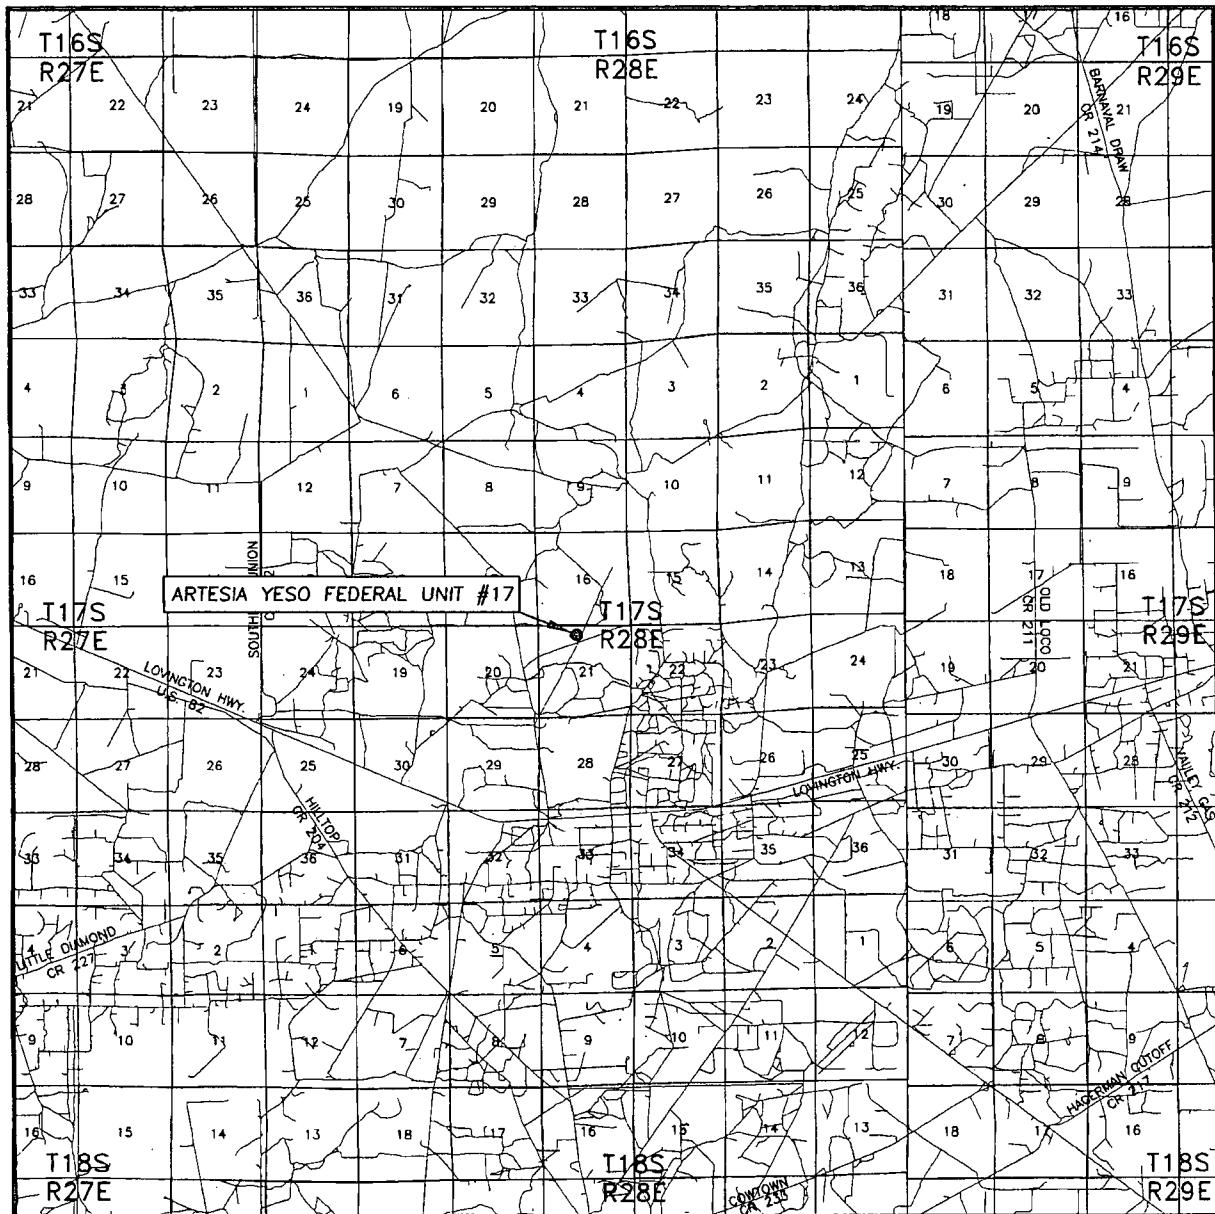 18 17 16
T16S T16S T16S
R27E R28E R29E
21 22 23 24 19 20 21 22 23 24 19 20 21
BARNAVAL DRAW
CR 214
28 27 26 25 30 29 28 27 26 25 30 29 28
33 34 35 36 31 32 33 34 35 36 31 32 33
4 3 2 1 6 5 4 3 2 1 6 5 4
9 10 11 12 7 8 9 10 11 12 7 8 9
16 15 16 15 14 13 18 17 16
ARTESIA YESO FEDERAL UNIT #17
OLD LOCO
CR 211
T17S T17S T17S
R27E R28E R29E
21 22 23 24 19 20 21 22 23 24 19 20 21
LOVINGTON HWY.
U.S. 82
28 27 26 25 30 29 28 27 26 25 30 29 28
LOVINGTON HWY.
HILLTOP
CR 204
33 34 35 36 31 32 33 34 35 36 31 32 33
4 3 2 1 6 5 4 3 2 1 6 5 4
LITTLE DIAMOND
CR 227
9 10 11 12 7 8 9 10 11 12 7 8 9
HAGERMAN CUTOFF
CR 217
16 15 14 13 18 17 16 15 14 13 18 17 16
T18S T18S T18S
R27E R28E R29E
COWTOWN